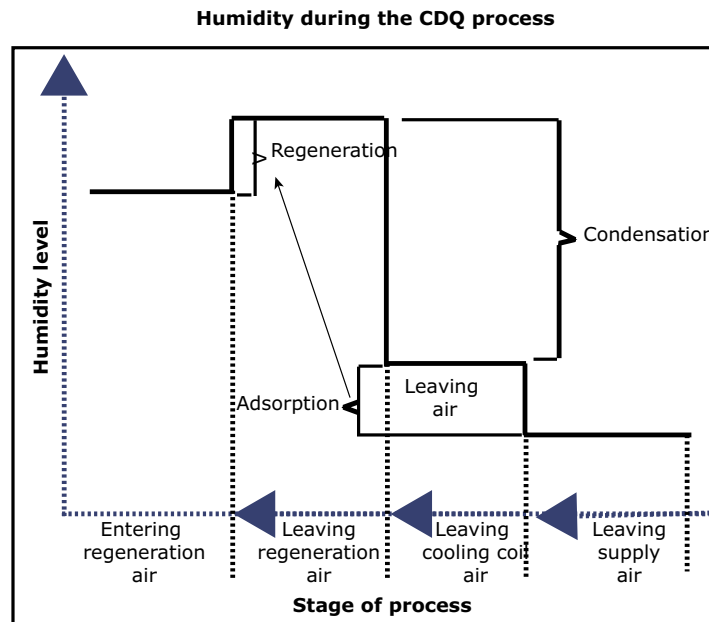 Humidity during the CDQ process
Regeneration
Condensation
Humidity level
Adsorption
Leaving
air
Entering
regeneration
air
Leaving
regeneration
air
Leaving
cooling coil
air
Leaving
supply
air
Stage of process